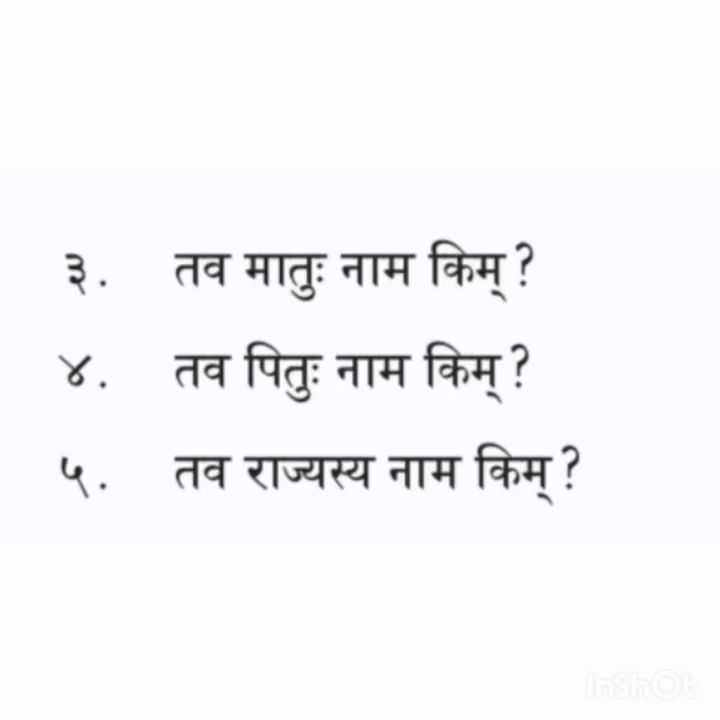 ३. तव मातुः नाम किम्?
४. तव पितुः नाम किम्?
५. तव राज्यस्य नाम किम्?
InShOt